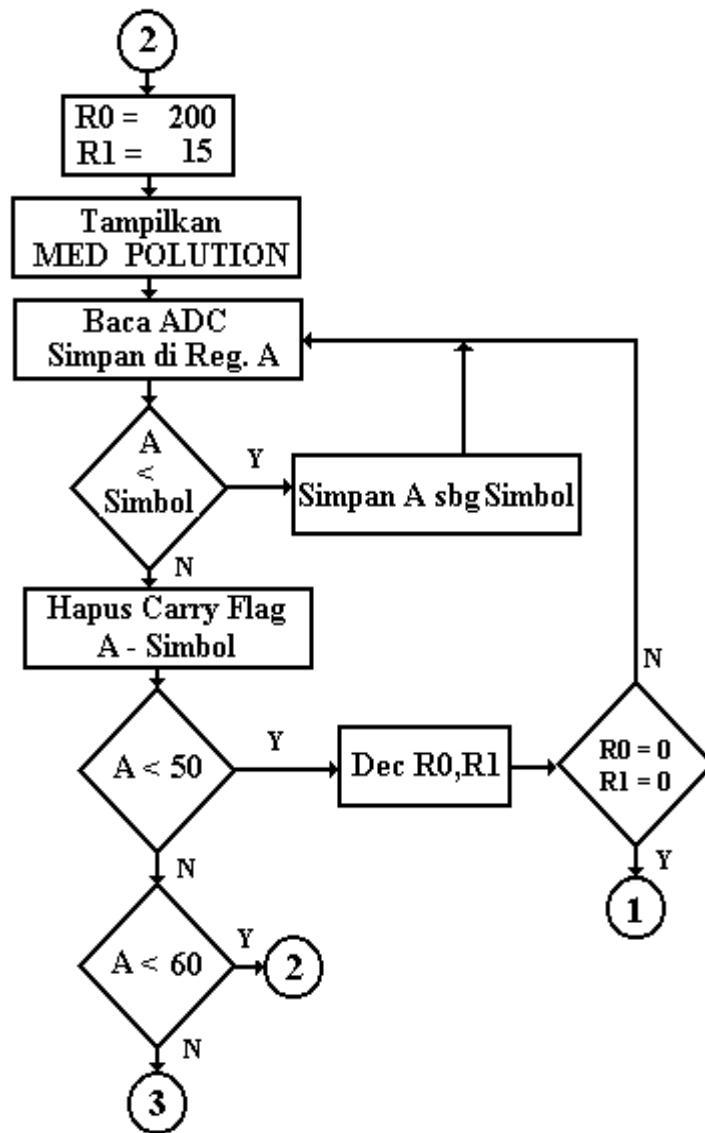 2
R0 = 200
R1 = 15
Tampilkan
MED POLUTION
Baca ADC
Simpan di Reg. A
A
<
Simbol
Y
Simpan A sbg Simbol
N
Hapus Carry Flag
A - Simbol
N
A < 50
Y
Dec R0,R1
R0 = 0
R1 = 0
N
Y
1
A < 60
Y
2
N
3